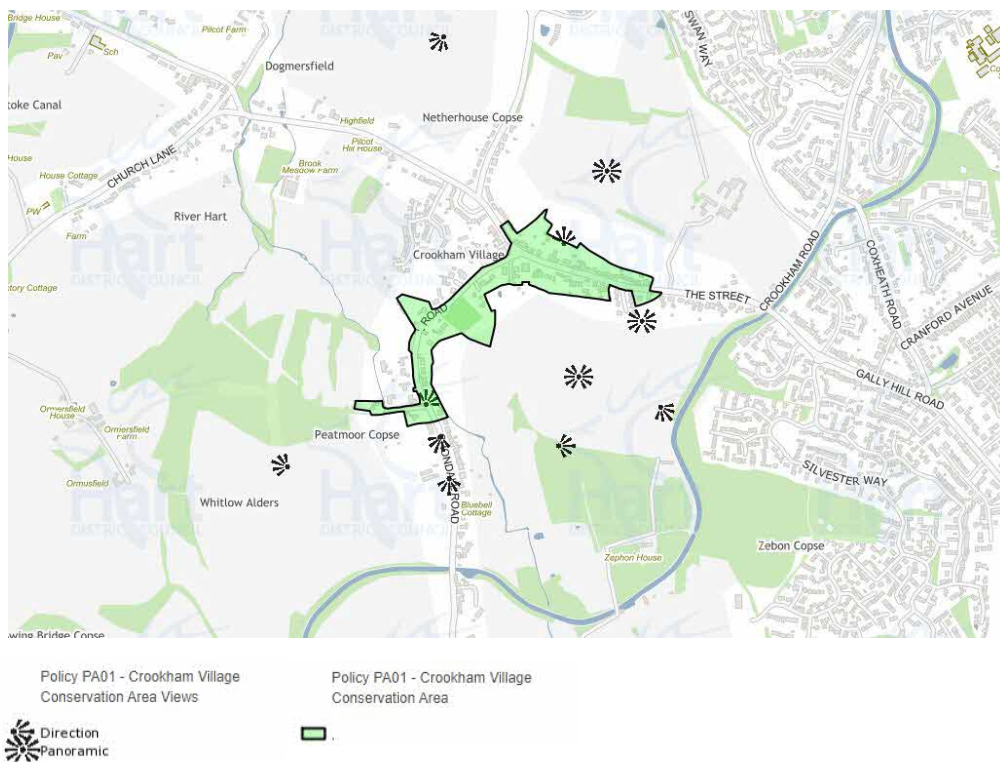 Bridge House
Pilcot Farm
SWAN WAY
Sch
Pav
Dogmersfield
toke Canal
Highfield
Netherhouse Copse
Pilcot
Hill House
House
CHURCH LANE
Brook
Meadow Farm
House Cottage
PW
River Hart
Farm
Crookham Village
CROOKHAM ROAD
COXHEATH ROAD
ctory Cottage
THE STREET
ROAD
CRANFORD AVENUE
GALLY HILL ROAD
Ormersfield
House
Ormersfield
Farm
Peatmoor Copse
Ormusfield
SILVESTER WAY
Whitlow Alders
ONDA ROAD
Bluebell
Cottage
Zebon Copse
Zephon House
wing Bridge Copse
Hart
DISTRICT COUNCIL
Policy PA01 - Crookham Village
Conservation Area Views
Direction
Panoramic
Policy PA01 - Crookham Village
Conservation Area
.